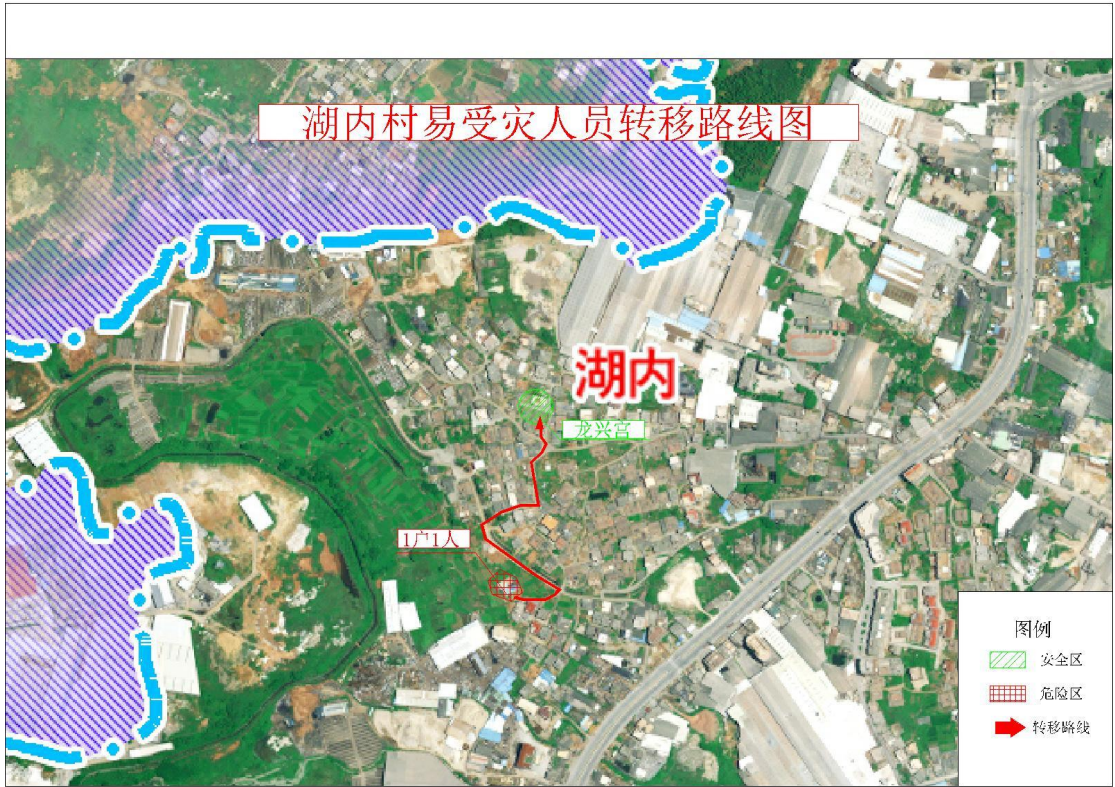 湖内村易受灾人员转移路线图
湖内
龙兴宫
1户1人
图例
安全区
危险区
转移路线